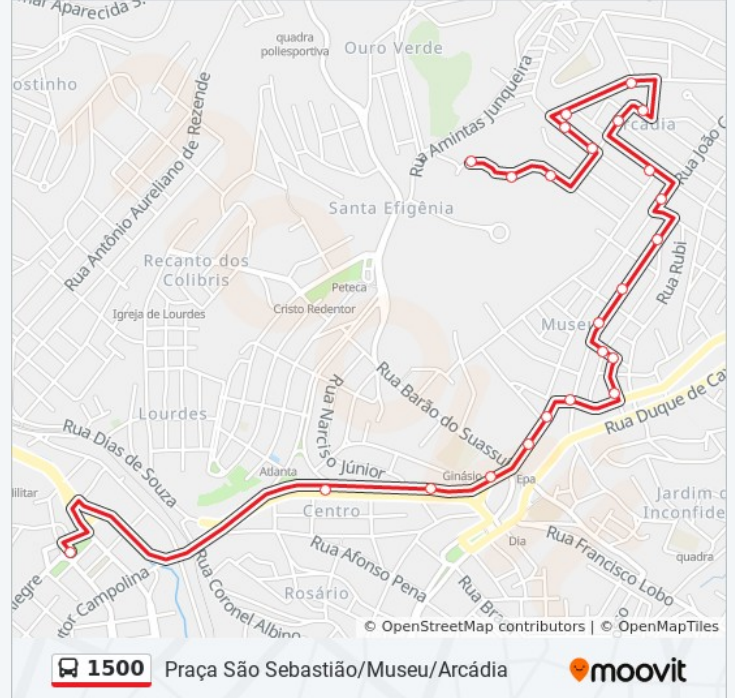 mar Aparecida S.
quadra
poliesportiva
Ouro Verde
ostinho
Rua Amintas Junqueira
Arcádia
Rua João C
Rua Antônio Aureliano de Rezende
Santa Efigênia
Recanto dos
Colibris
Rua Rubi
Peteca
Cristo Redentor
Igreja de Lourdes
Museu
Rua Barão do Suassuí
Rua Duque de Cax
Rua Narciso Júnior
Lourdes
Rua Dias de Souza
Atlanta
Ginásio
Epa
ilitar
Centro
Jardim d
Inconfide
Dia
Rua Francisco Lobo
quadra
Rua Afonso Pena
Rosário
Rua Coronel Albino
Rua Br
egre
tor Campolina
© OpenStreetMap contributors | © OpenMapTiles
1500
Praça São Sebastião/Museu/Arcádia
moovit